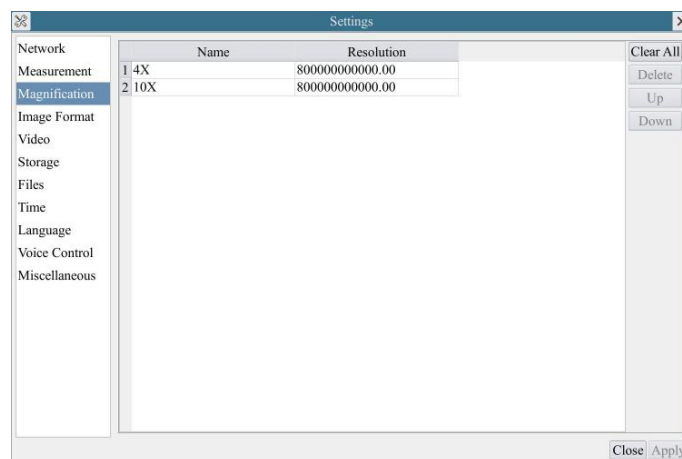 Settings
Network
Measurement
Magnification
Image Format
Video
Storage
Files
Time
Language
Voice Control
Miscellaneous
Name Resolution
1 4X 800000000000.00
2 10X 800000000000.00
Clear All
Delete
Up
Down
Close Apply